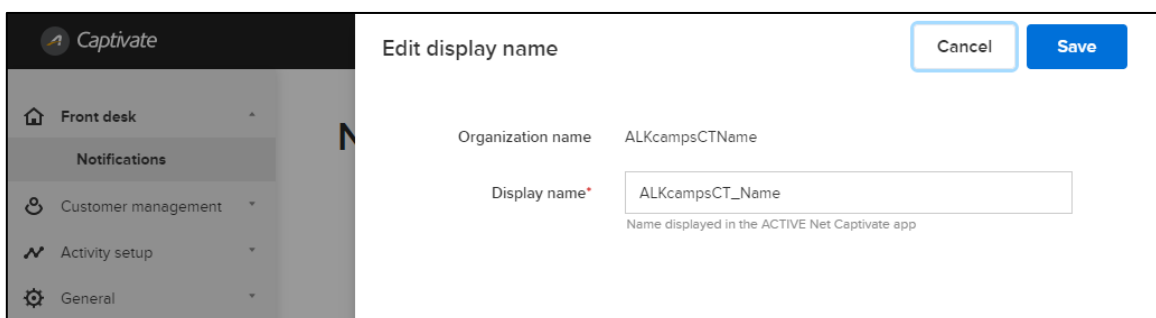 Captivate
Edit display name
Cancel
Save
Front desk
Notifications
Customer management
Activity setup
General
N
Organization name ALKcampsCTName
Display name* ALKcampsCT_Name
Name displayed in the ACTIVE Net Captivate app